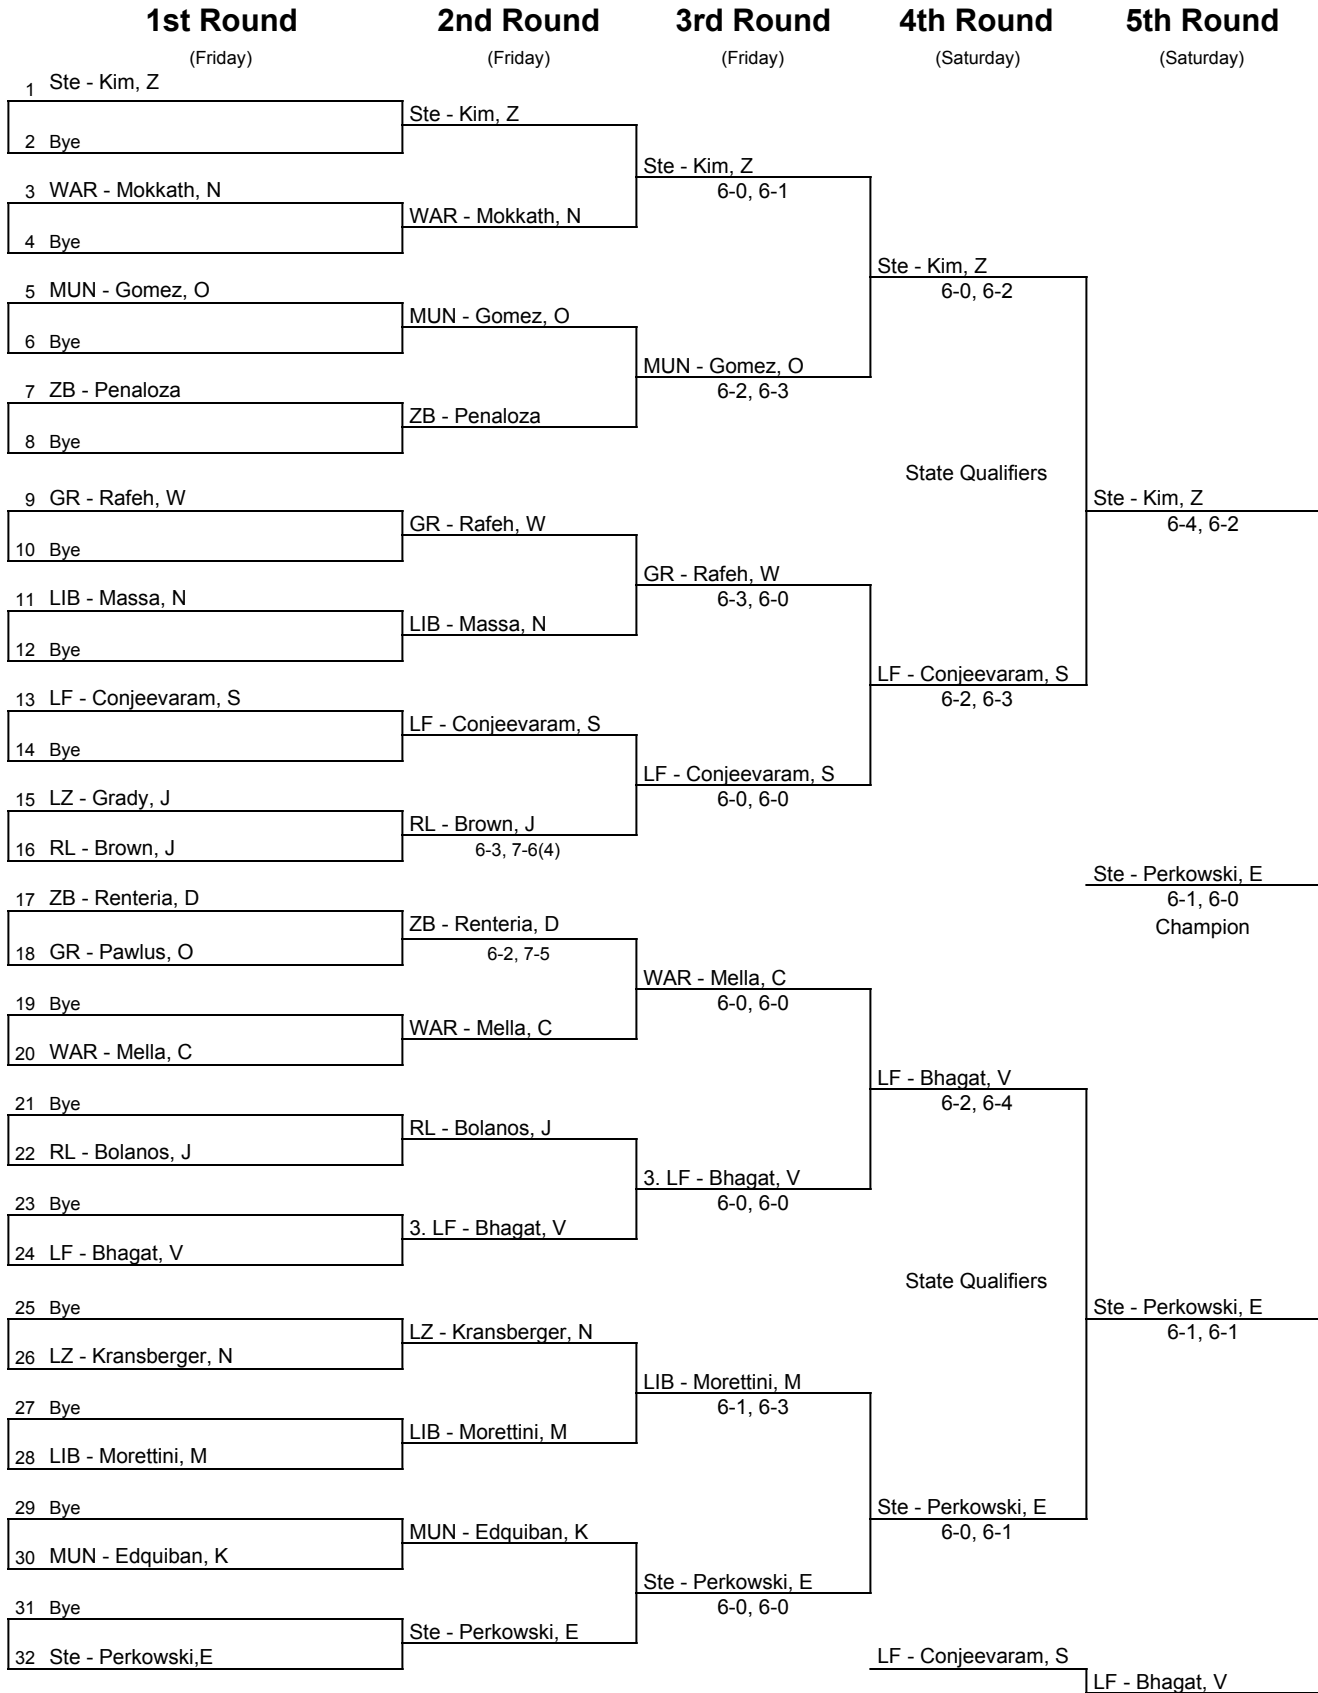 1st Round 2nd Round 3rd Round 4th Round 5th Round
(Friday) (Friday) (Friday) (Saturday) (Saturday)
1 Ste - Kim, Z
Ste - Kim, Z
2 Bye
Ste - Kim, Z
3 WAR - Mokkath, N
6-0, 6-1
WAR - Mokkath, N
4 Bye
Ste - Kim, Z
5 MUN - Gomez, O
6-0, 6-2
MUN - Gomez, O
6 Bye
MUN - Gomez, O
7 ZB - Penaloza
6-2, 6-3
ZB - Penaloza
8 Bye
State Qualifiers
9 GR - Rafeh, W
Ste - Kim, Z
GR - Rafeh, W
6-4, 6-2
10 Bye
GR - Rafeh, W
11 LIB - Massa, N
6-3, 6-0
LIB - Massa, N
12 Bye
LF - Conjeevaram, S
13 LF - Conjeevaram, S
6-2, 6-3
LF - Conjeevaram, S
14 Bye
LF - Conjeevaram, S
15 LZ - Grady, J
6-0, 6-0
RL - Brown, J
16 RL - Brown, J
6-3, 7-6(4)
Ste - Perkowski, E
17 ZB - Renteria, D
6-1, 6-0
ZB - Renteria, D
Champion
18 GR - Pawlus, O
6-2, 7-5
WAR - Mella, C
19 Bye
6-0, 6-0
WAR - Mella, C
20 WAR - Mella, C
LF - Bhagat, V
21 Bye
6-2, 6-4
RL - Bolanos, J
22 RL - Bolanos, J
3. LF - Bhagat, V
23 Bye
6-0, 6-0
3. LF - Bhagat, V
24 LF - Bhagat, V
State Qualifiers
25 Bye
Ste - Perkowski, E
LZ - Kransberger, N
6-1, 6-1
26 LZ - Kransberger, N
LIB - Morettini, M
27 Bye
6-1, 6-3
LIB - Morettini, M
28 LIB - Morettini, M
29 Bye
Ste - Perkowski, E
MUN - Edquiban, K
6-0, 6-1
30 MUN - Edquiban, K
Ste - Perkowski, E
31 Bye
6-0, 6-0
Ste - Perkowski, E
32 Ste - Perkowski,E
LF - Conjeevaram, S
LF - Bhagat, V